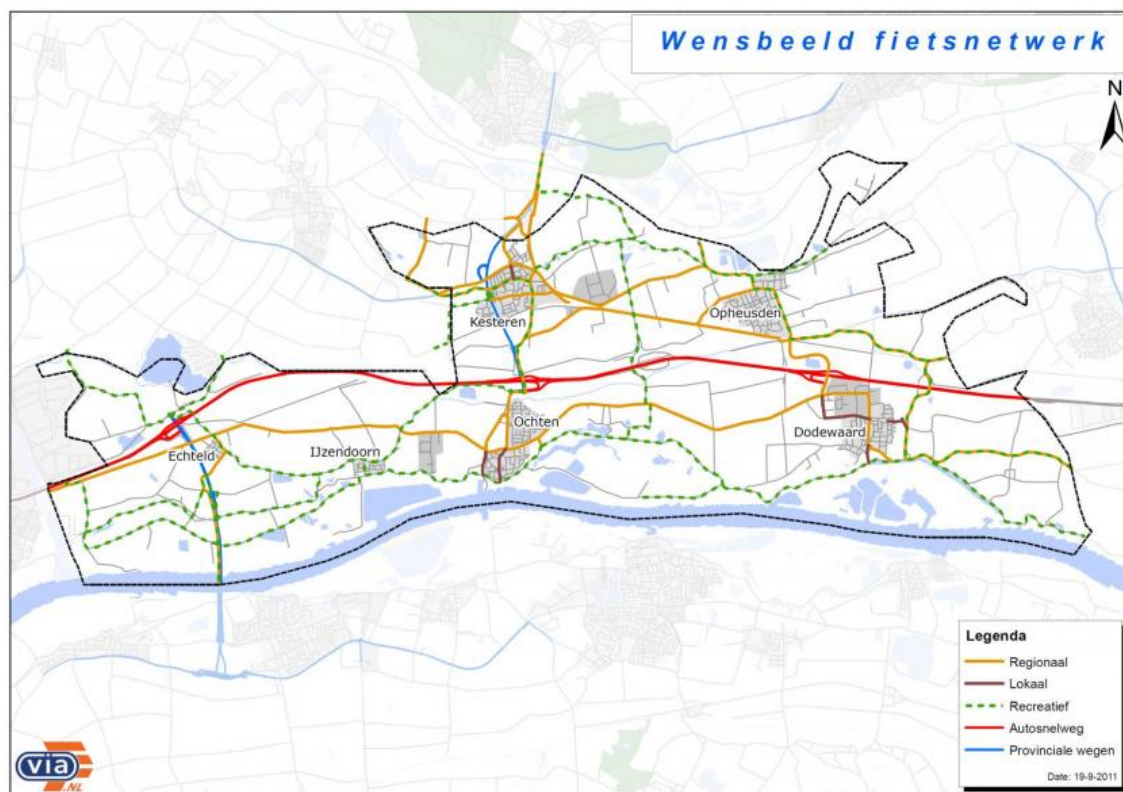 Wensbeeld fietsnetwerk
N
Kesteren
Opheusden
Ochten
Dodewaard
IJzendoorn
Echteld
Legenda
Regionaal
Lokaal
Recreatief
Autosnelweg
Provinciale wegen
Date: 19-9-2011
via
.NL